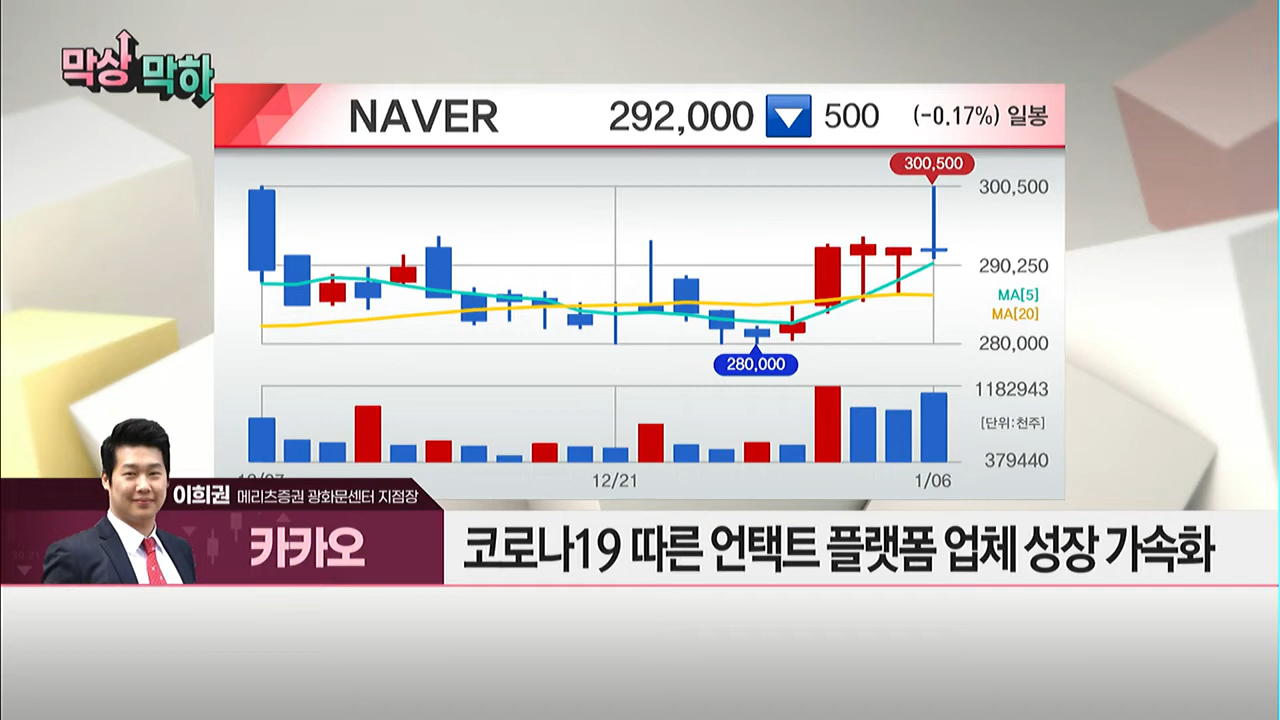 막상 막하
NAVER 292,000 ▼ 500 (-0.17%) 일봉
300,500
300,500
290,250
MA[5]
MA[20]
280,000
280,000
1182943
[단위:천주]
379440
12/21 1/06
이희권 메리츠증권 광화문센터 지점장
카카오 코로나19 따른 언택트 플랫폼 업체 성장 가속화